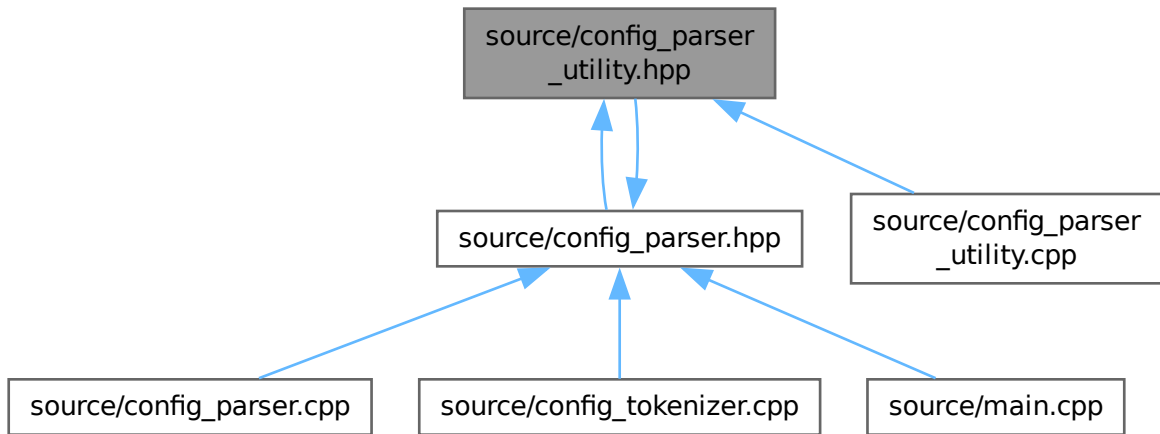 source/config_parser
_utility.hpp
source/config_parser.hpp
source/config_parser
_utility.cpp
source/config_parser.cpp
source/config_tokenizer.cpp
source/main.cpp